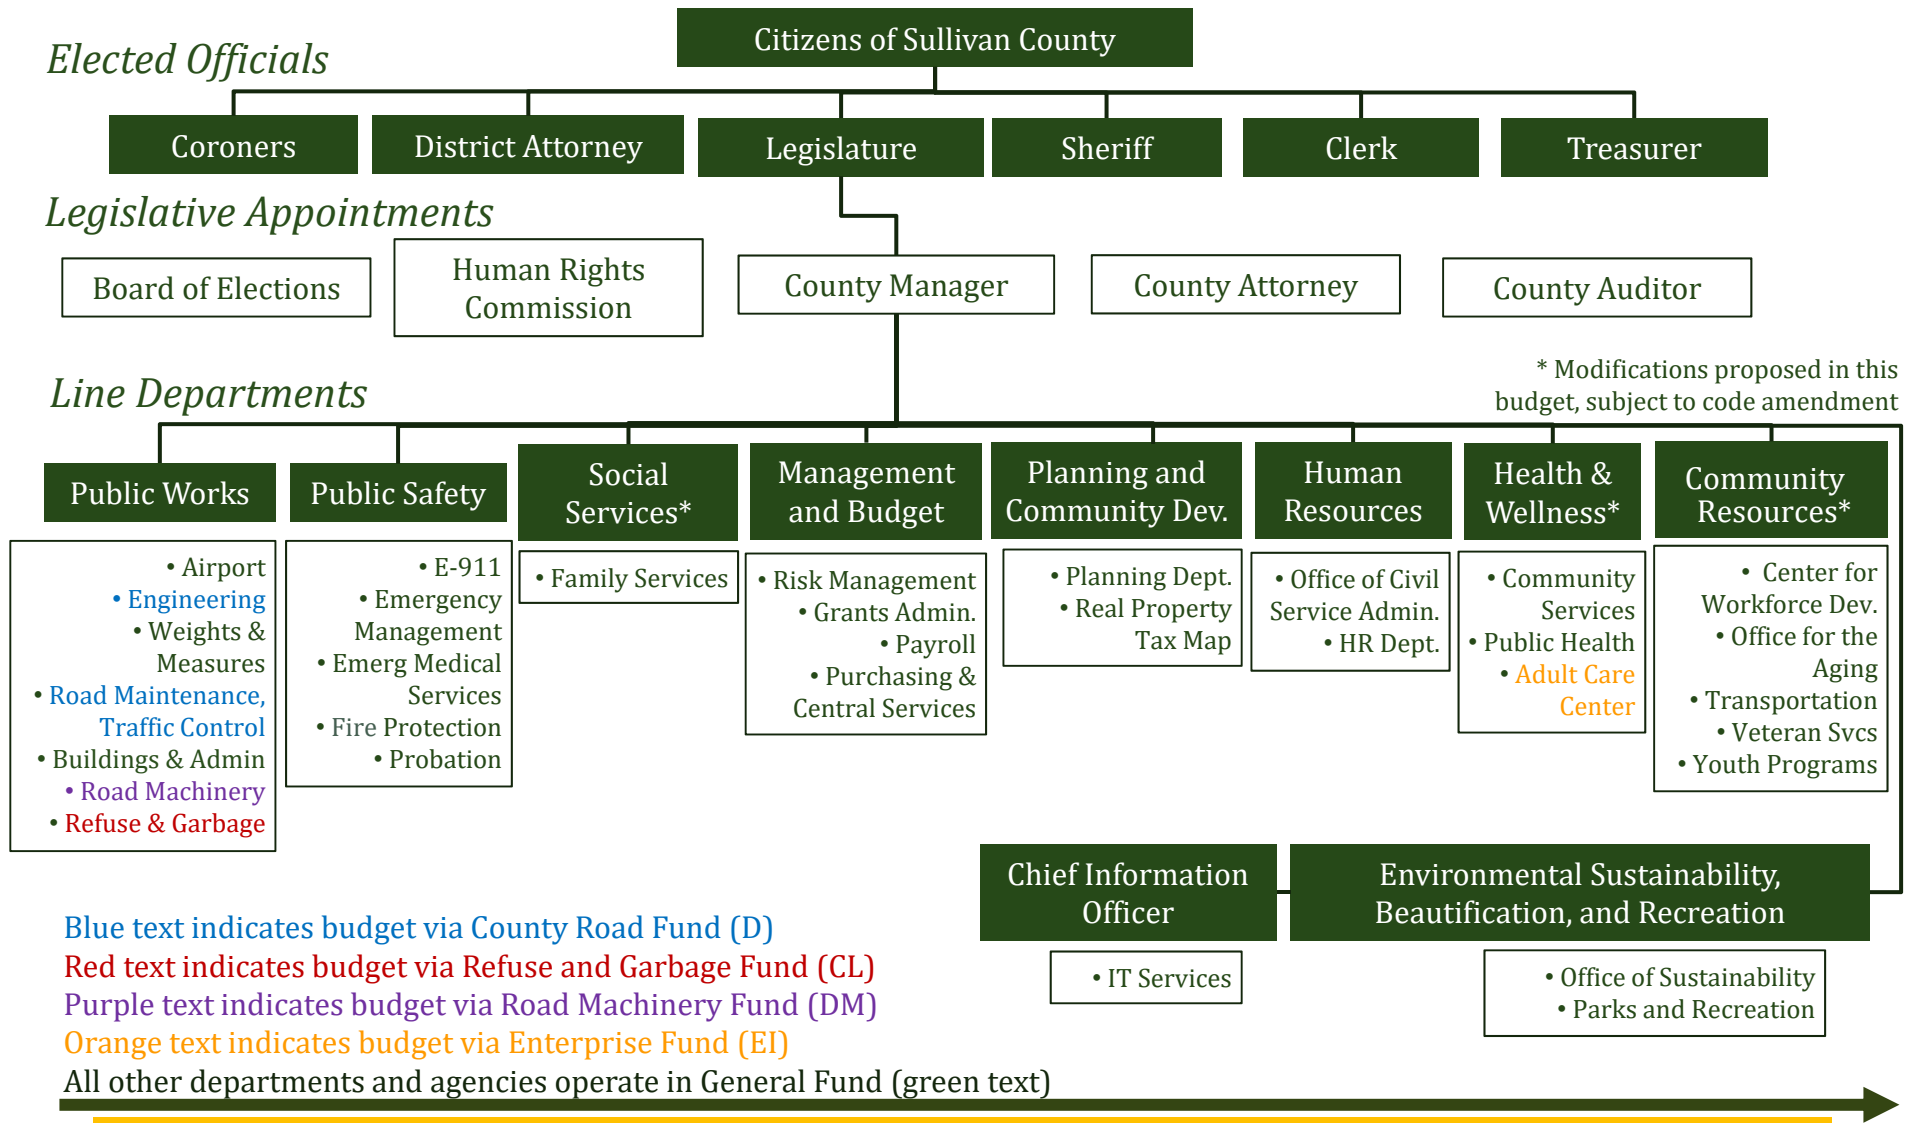 Citizens of Sullivan County
Elected Officials
Coroners
District Attorney
Legislature
Sheriff
Clerk
Treasurer
Legislative Appointments
Board of Elections
Human Rights
Commission
County Manager
County Attorney
County Auditor
* Modifications proposed in this
budget, subject to code amendment
Line Departments
Public Works
• Airport
• Engineering
• Weights &
Measures
• Road Maintenance,
Traffic Control
• Buildings & Admin
• Road Machinery
• Refuse & Garbage
Public Safety
• E-911
• Emergency
Management
• Emerg Medical
Services
• Fire Protection
• Probation
Social
Services*
• Family Services
Management
and Budget
• Risk Management
• Grants Admin.
• Payroll
• Purchasing &
Central Services
Planning and
Community Dev.
• Planning Dept.
• Real Property
Tax Map
Human
Resources
• Office of Civil
Service Admin.
• HR Dept.
Health &
Wellness*
• Community
Services
• Public Health
• Adult Care
Center
Community
Resources*
• Center for
Workforce Dev.
• Office for the
Aging
• Transportation
• Veteran Svcs
• Youth Programs
Chief Information
Officer
• IT Services
Environmental Sustainability,
Beautification, and Recreation
• Office of Sustainability
• Parks and Recreation
Blue text indicates budget via County Road Fund (D)
Red text indicates budget via Refuse and Garbage Fund (CL)
Purple text indicates budget via Road Machinery Fund (DM)
Orange text indicates budget via Enterprise Fund (EI)
All other departments and agencies operate in General Fund (green text)